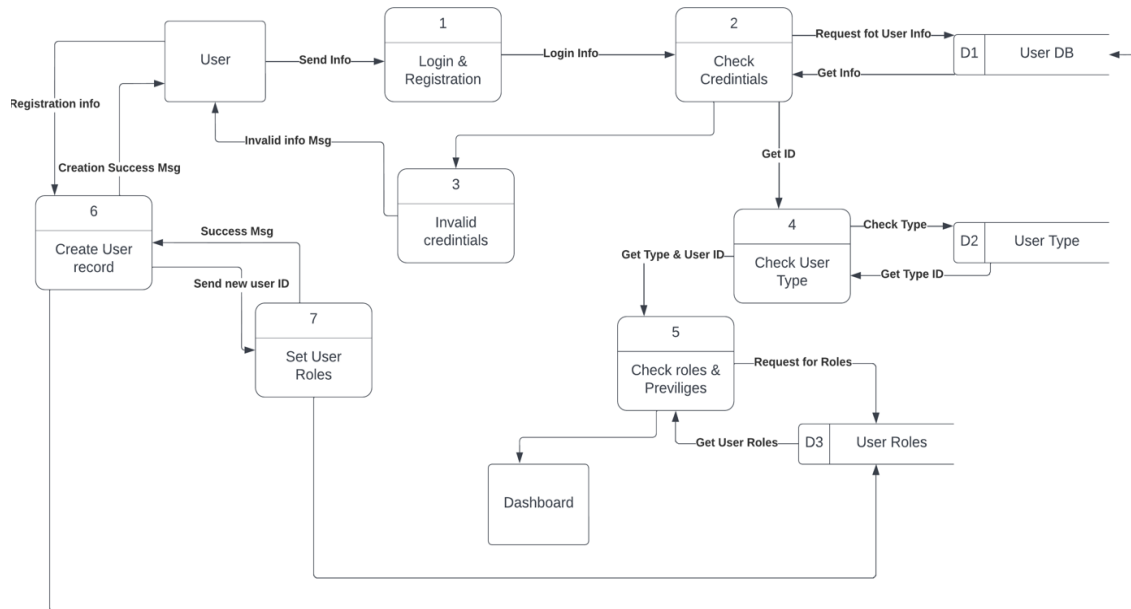 1
2
User
Send Info
Login &
Registration
Login Info
Check
Credintials
Request fot User Info
Get Info
D1
User DB
Registration info
Creation Success Msg
Invalid info Msg
3
Invalid
credintials
Get ID
6
Create User
record
Success Msg
Send new user ID
4
Check User
Type
Check Type
Get Type ID
D2
User Type
Get Type & User ID
7
Set User
Roles
5
Check roles &
Previliges
Request for Roles
Get User Roles
D3
User Roles
Dashboard